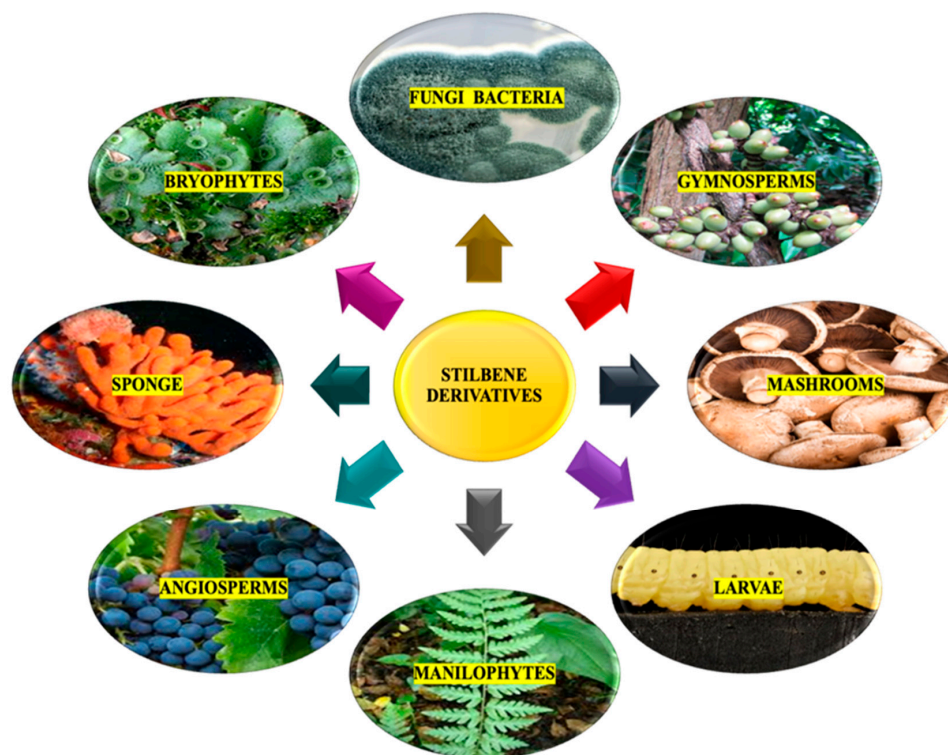 FUNGI BACTERIA
BRYOPHYTES
GYMNOSPERMS
SPONGE
STILBENE
DERIVATIVES
MASHROOMS
ANGIOSPERMS
LARVAE
MANILOPHYTES